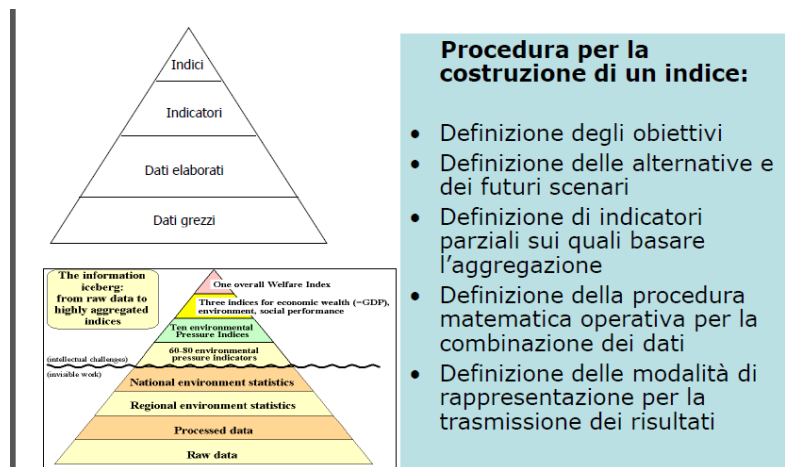 Indici
Indicatori
Dati elaborati
Dati grezzi
The information
iceberg:
from raw data to
highly aggregated
indices
One overall Welfare Index
Three indices for economic wealth (~GDP),
environment, social performance
Ten environmental
Pressure Indices
60-80 environmental
pressure indicators
(intellectual challenges)
(invisible work)
National environment statistics
Regional environment statistics
Processed data
Raw data
Procedura per la
costruzione di un indice:
• Definizione degli obiettivi
• Definizione delle alternative e
dei futuri scenari
• Definizione di indicatori
parziali sui quali basare
l’aggregazione
• Definizione della procedura
matematica operativa per la
combinazione dei dati
• Definizione delle modalità di
rappresentazione per la
trasmissione dei risultati